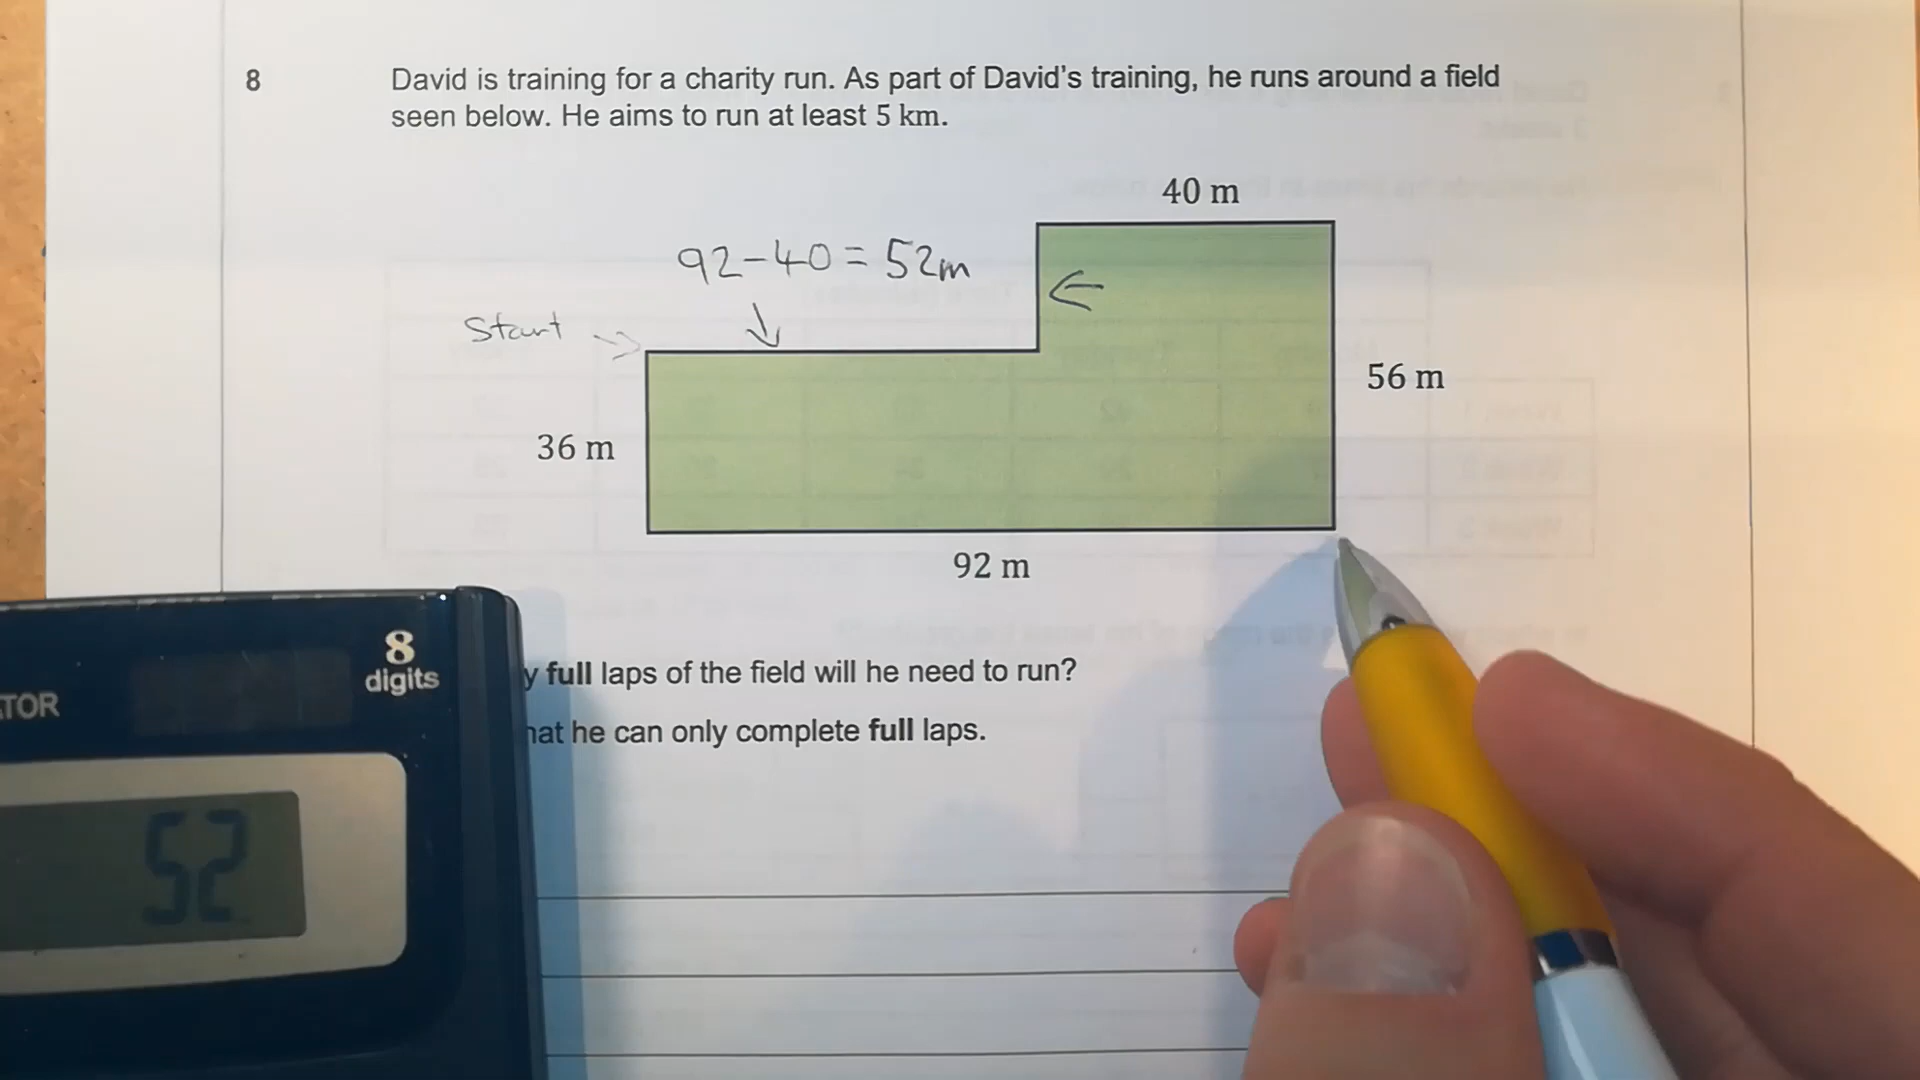 8 David is training for a charity run. As part of David's training, he runs around a field
seen below. He aims to run at least 5 km.
40 m
92-40=52m
Start
56 m
36 m
92 m
8
digits
full laps of the field will he need to run?
he can only complete full laps.
52